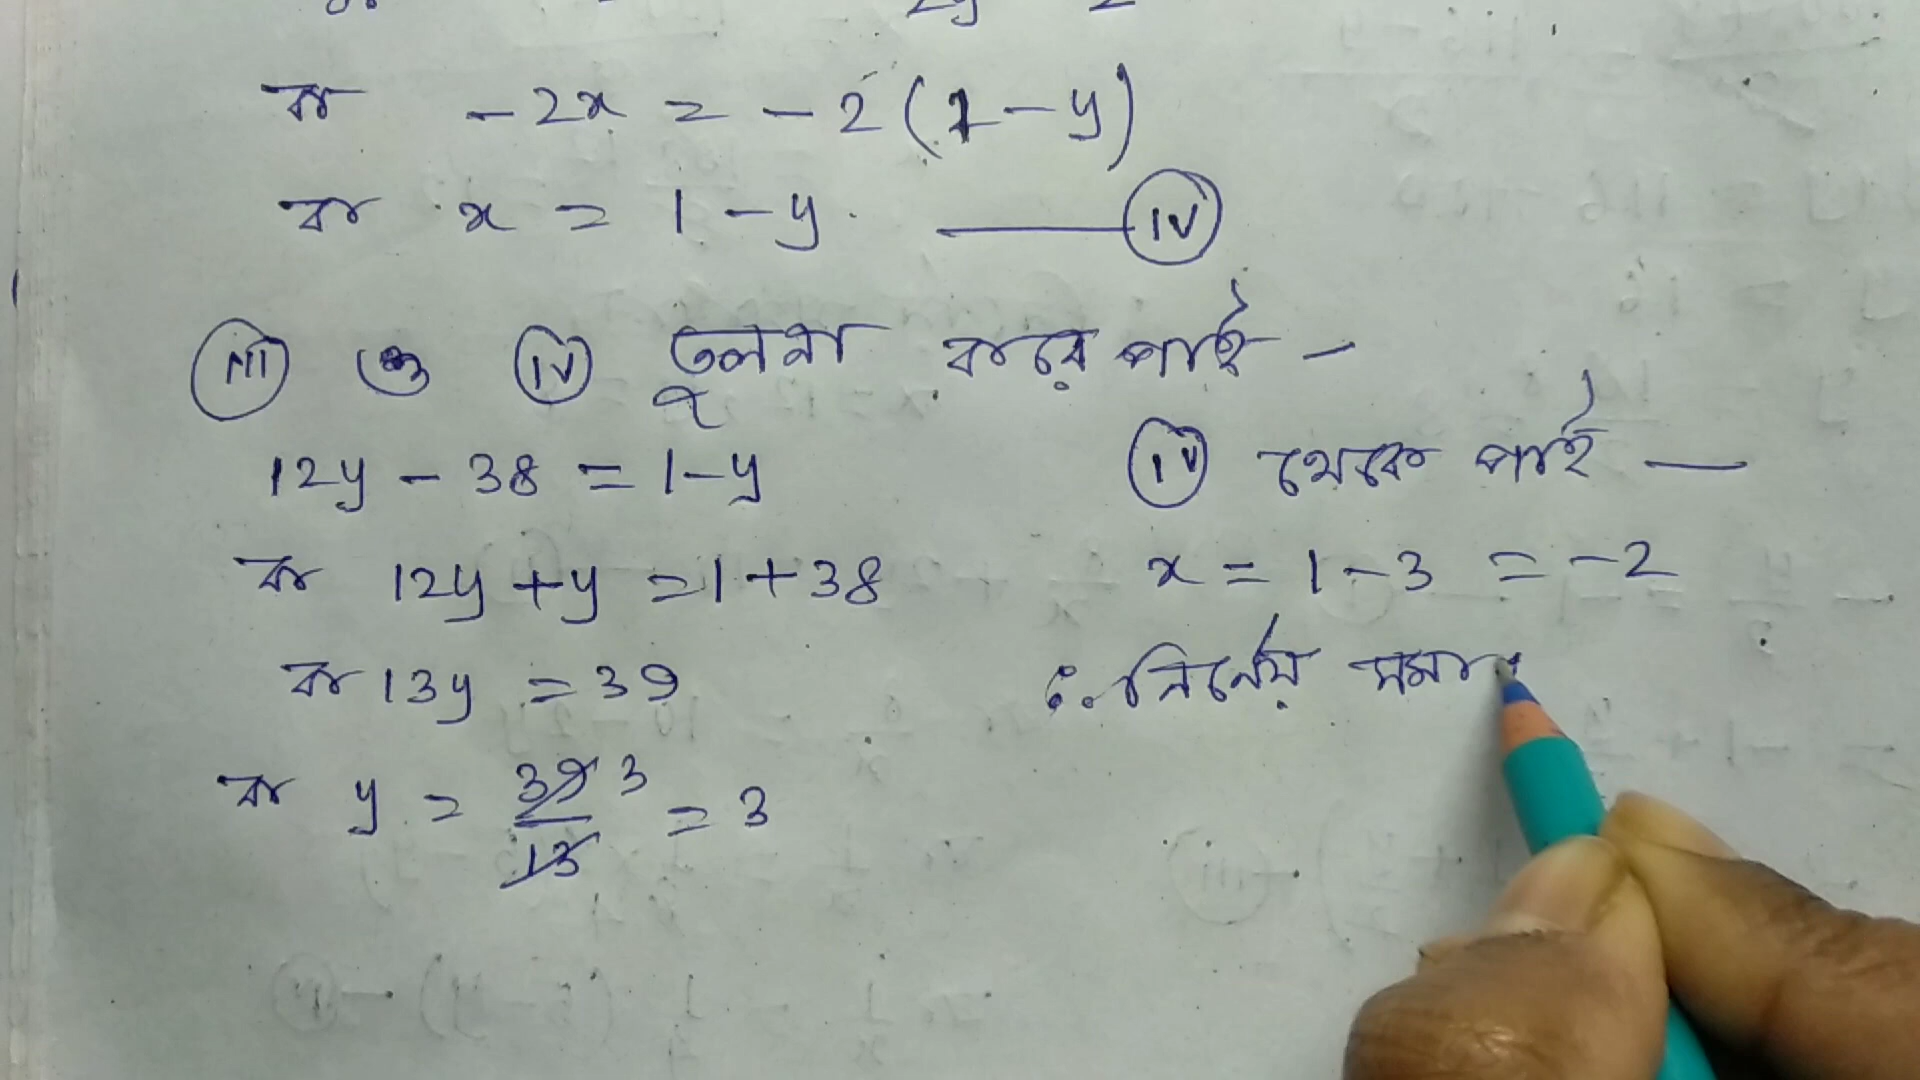 বা -2x = -2(1-y)
বা x = 1-y. —— (iv)
(iii) ও (iv) তুলনা করে পাই -
12y - 38 = 1-y
বা 12y + y = 1+38
বা 13y = 39
বা y = 39/13 3 = 3
(iv) থেকে পাই —
x = 1-3 = -2
∴ নির্ণেয় সমা